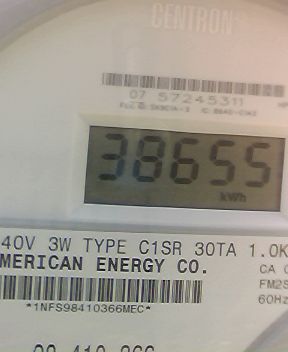 CENTRON
07 57245311
38655
kWh
40V 3W TYPE C1SR 30TA 1.0K
MERICAN ENERGY CO.
CA
FM2S
60Hz
*1NFS98410366MEC*